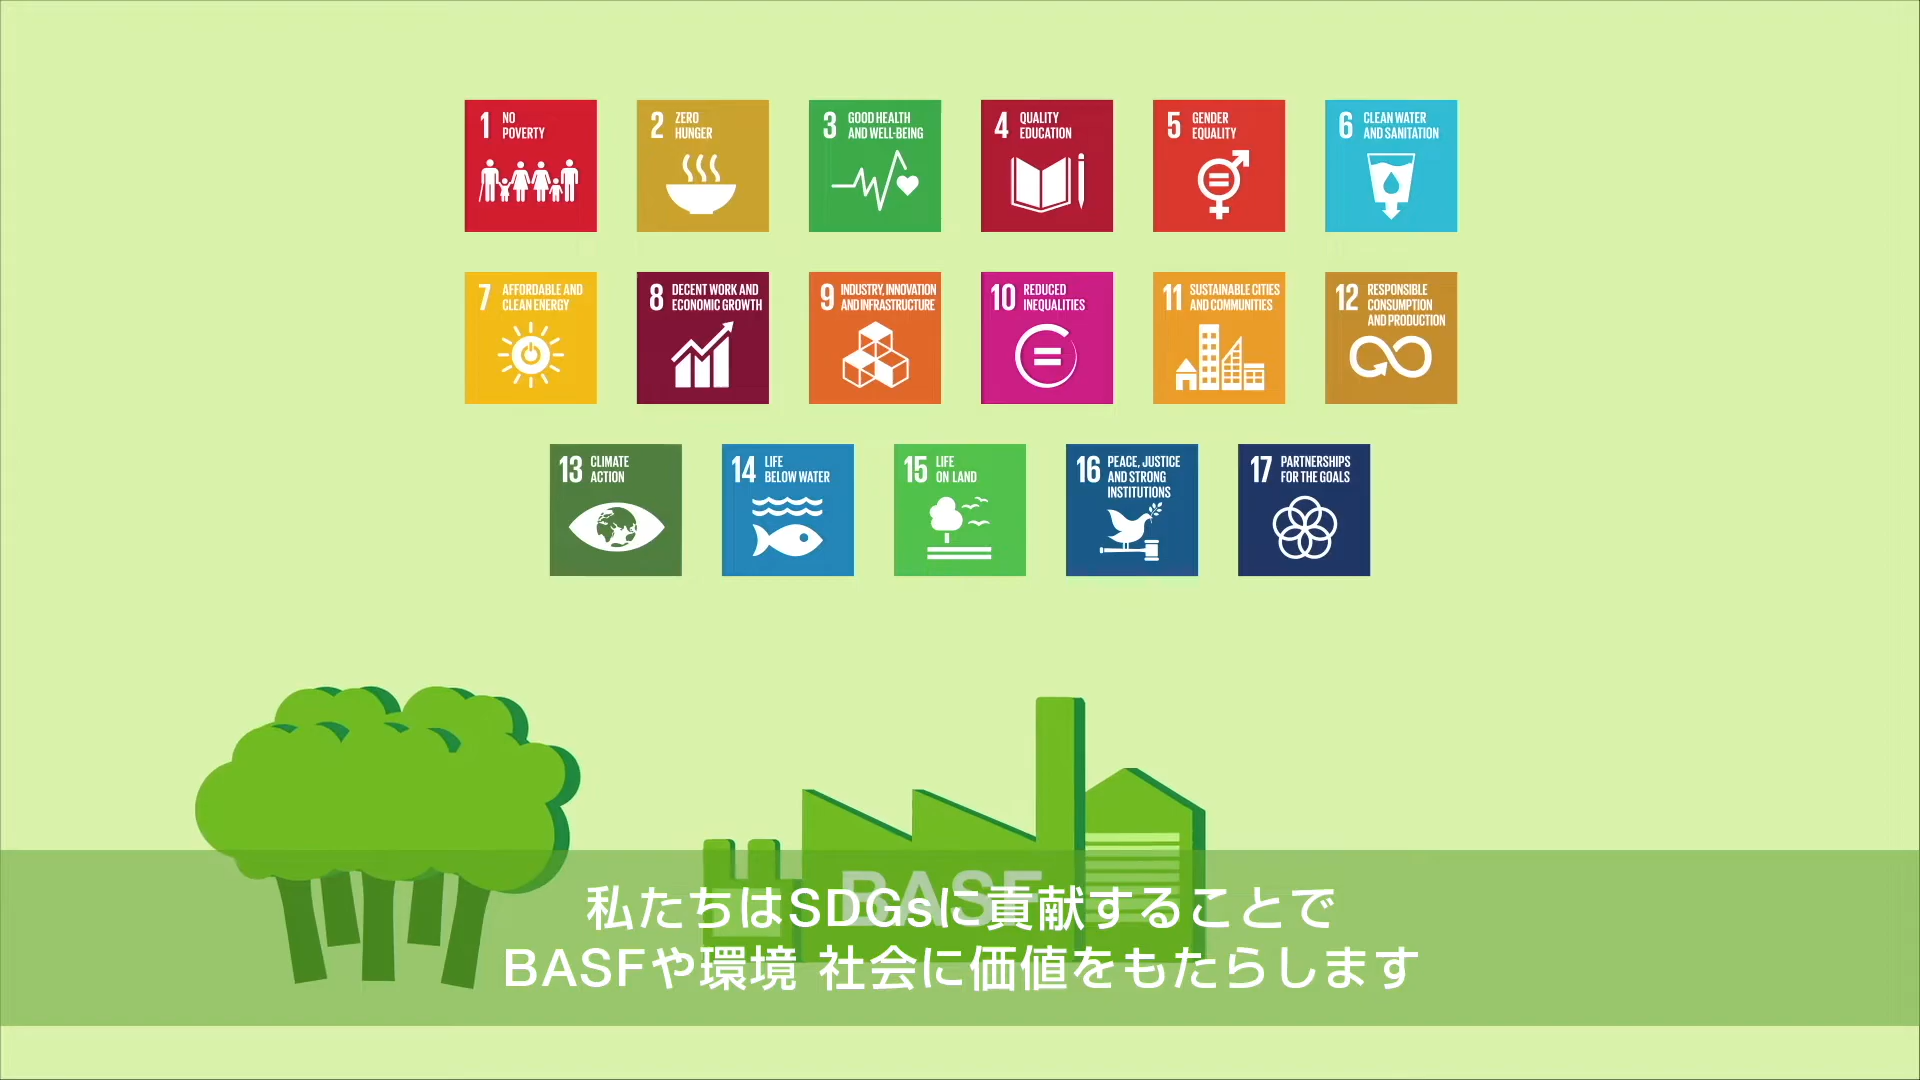 1 NO
POVERTY
2 ZERO
HUNGER
3 GOOD HEALTH
AND WELL-BEING
4 QUALITY
EDUCATION
5 GENDER
EQUALITY
6 CLEAN WATER
AND SANITATION
7 AFFORDABLE AND
CLEAN ENERGY
8 DECENT WORK AND
ECONOMIC GROWTH
9 INDUSTRY, INNOVATION
AND INFRASTRUCTURE
10 REDUCED
INEQUALITIES
11 SUSTAINABLE CITIES
AND COMMUNITIES
12 RESPONSIBLE
CONSUMPTION
AND PRODUCTION
13 CLIMATE
ACTION
14 LIFE
BELOW WATER
15 LIFE
ON LAND
16 PEACE, JUSTICE
AND STRONG
INSTITUTIONS
17 PARTNERSHIPS
FOR THE GOALS
BASF
私たちはSDGsに貢献することで
BASFや環境 社会に価値をもたらします